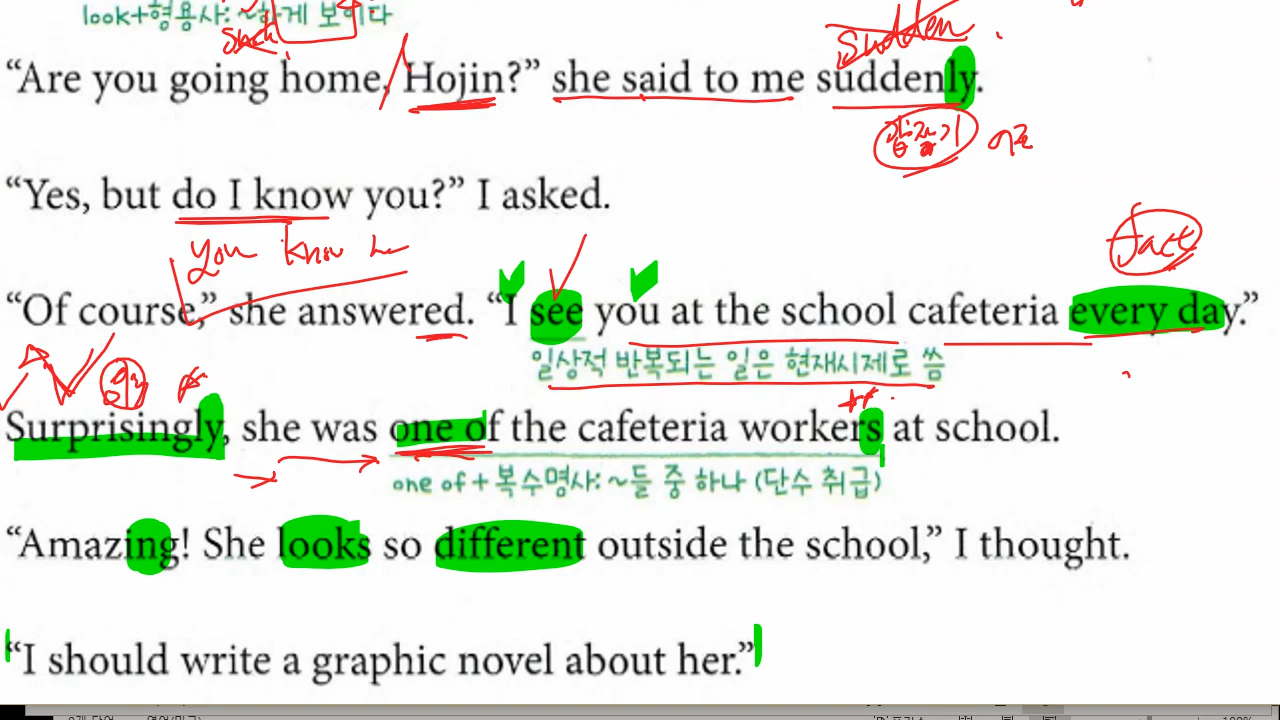 look+형용사: ~하게 보이다
such
sudden
“Are you going home, Hojin?” she said to me suddenly.
갑자기
“Yes, but do I know you?” I asked.
you know
fact
“Of course,” she answered. “I see you at the school cafeteria every day.”
일상적 반복되는 일은 현재시제로 씀
Surprisingly, she was one of the cafeteria workers at school.
one of + 복수명사: ~들 중 하나 (단수 취급)
“Amazing! She looks so different outside the school,” I thought.
“I should write a graphic novel about her.”